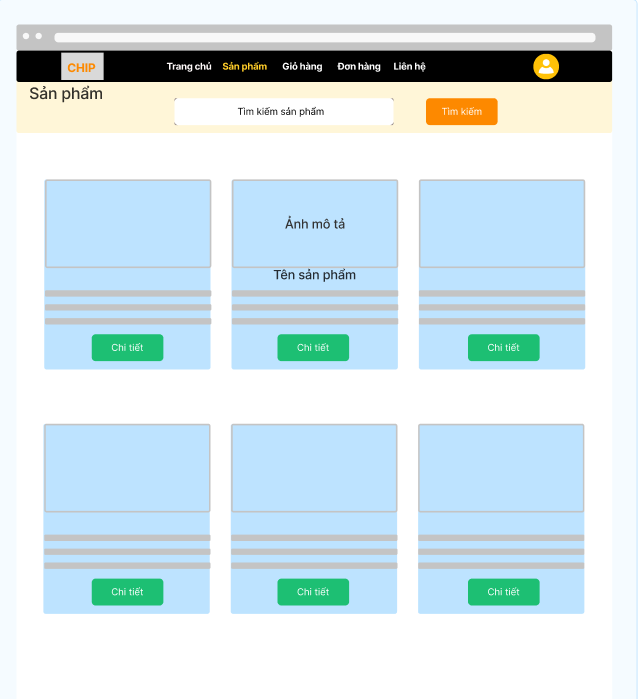 CHIP Trang chủ Sản phẩm Giỏ hàng Đơn hàng Liên hệ
Sản phẩm
Tìm kiếm sản phẩm Tìm kiếm
Ảnh mô tả
Tên sản phẩm
Chi tiết Chi tiết Chi tiết
Chi tiết Chi tiết Chi tiết